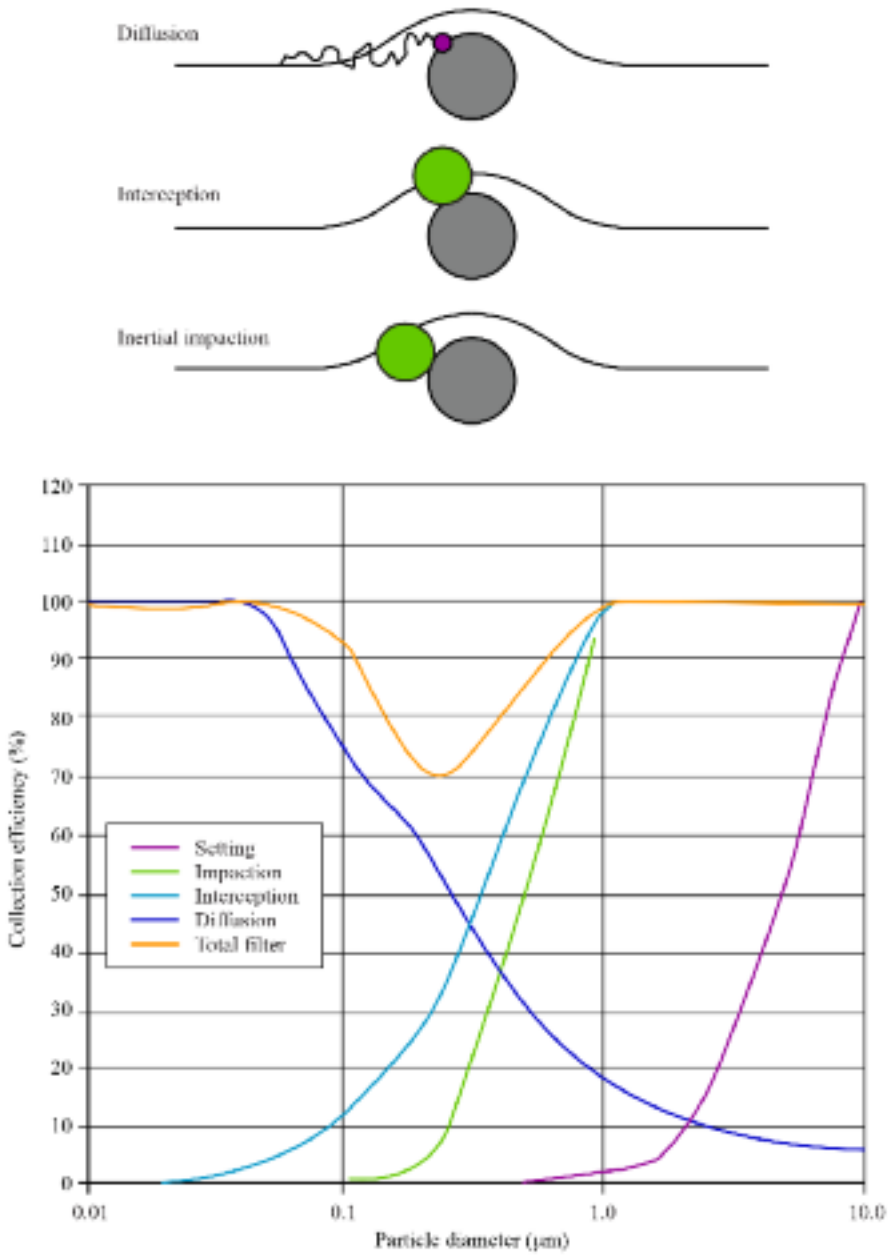 Diffusion
Interception
Inertial impaction
120
110
100
90
80
70
60
50
40
30
20
10
0
Collection efficiency (%)
Setting
Impaction
Interception
Diffusion
Total filter
0.01
0.1
1.0
10.0
Particle diameter (μm)